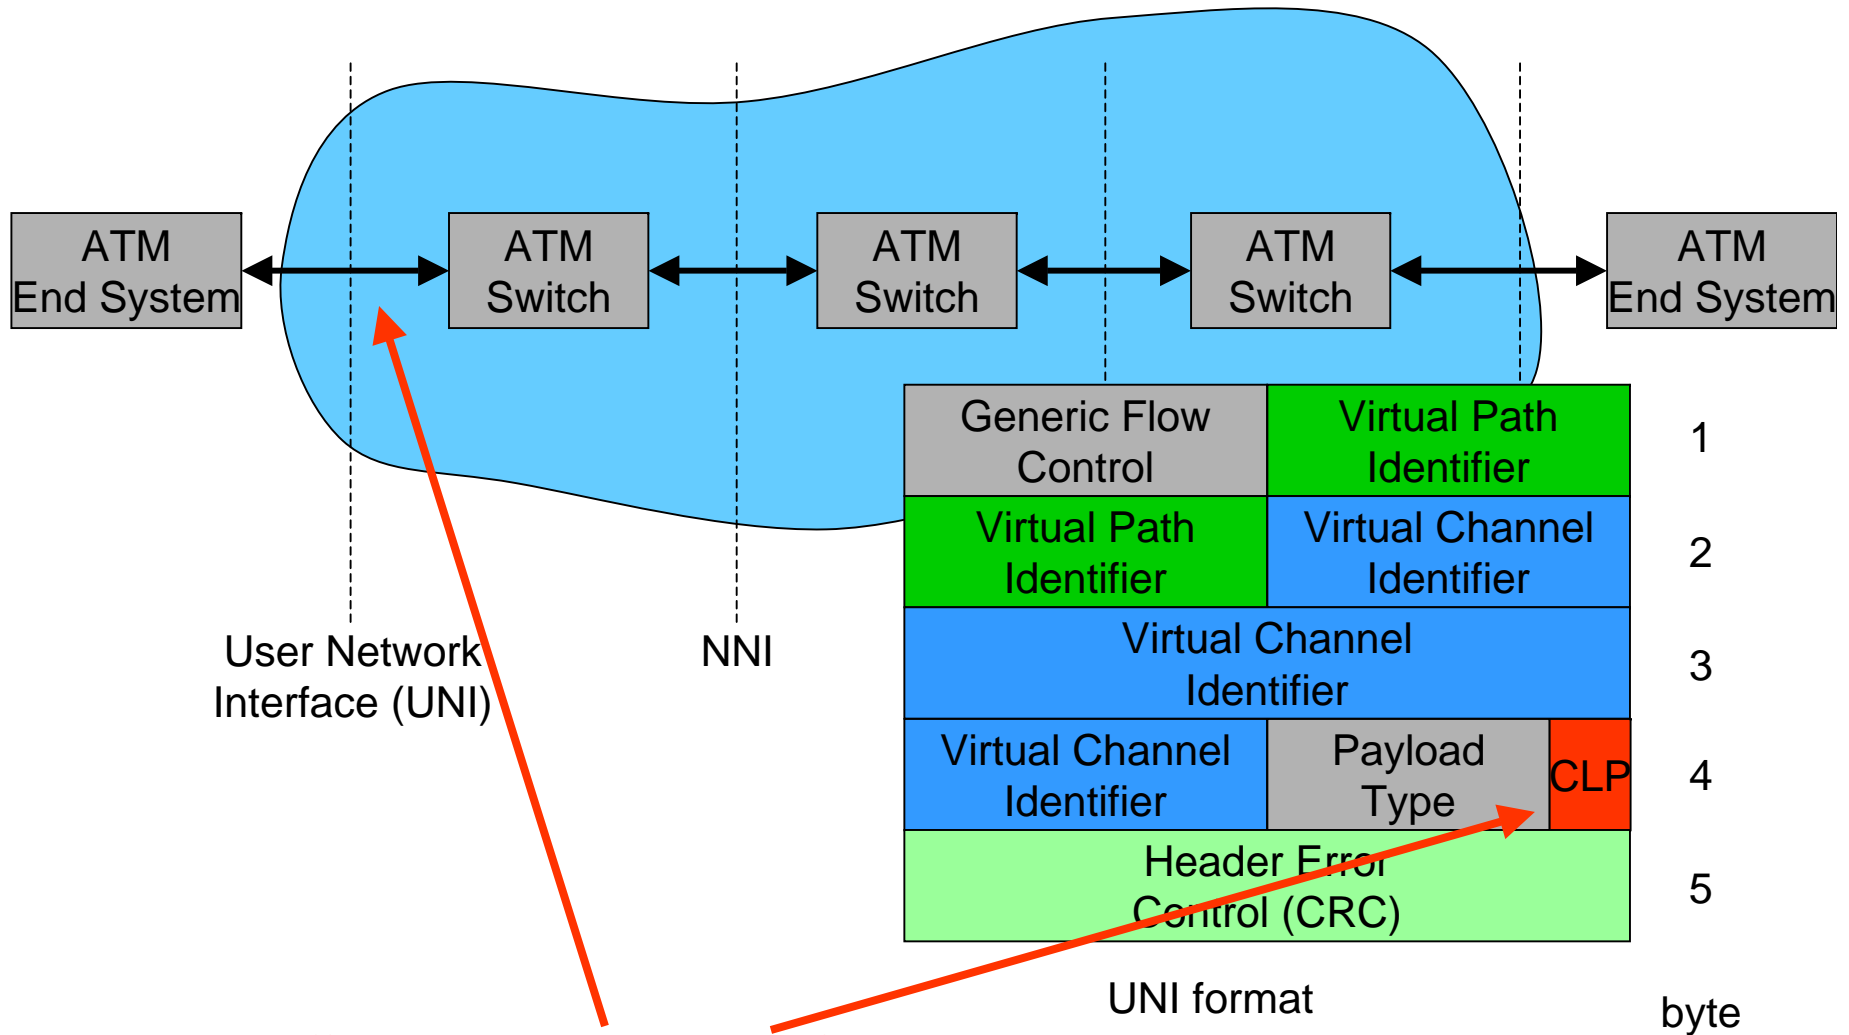 ATM
End System
ATM
Switch
ATM
Switch
ATM
Switch
ATM
End System
User Network
Interface (UNI)
NNI
Generic Flow
Control
Virtual Path
Identifier
1
Virtual Path
Identifier
Virtual Channel
Identifier
2
Virtual Channel
Identifier
3
Virtual Channel
Identifier
Payload
Type
CLP
4
Header Error
Control (CRC)
5
UNI format
byte